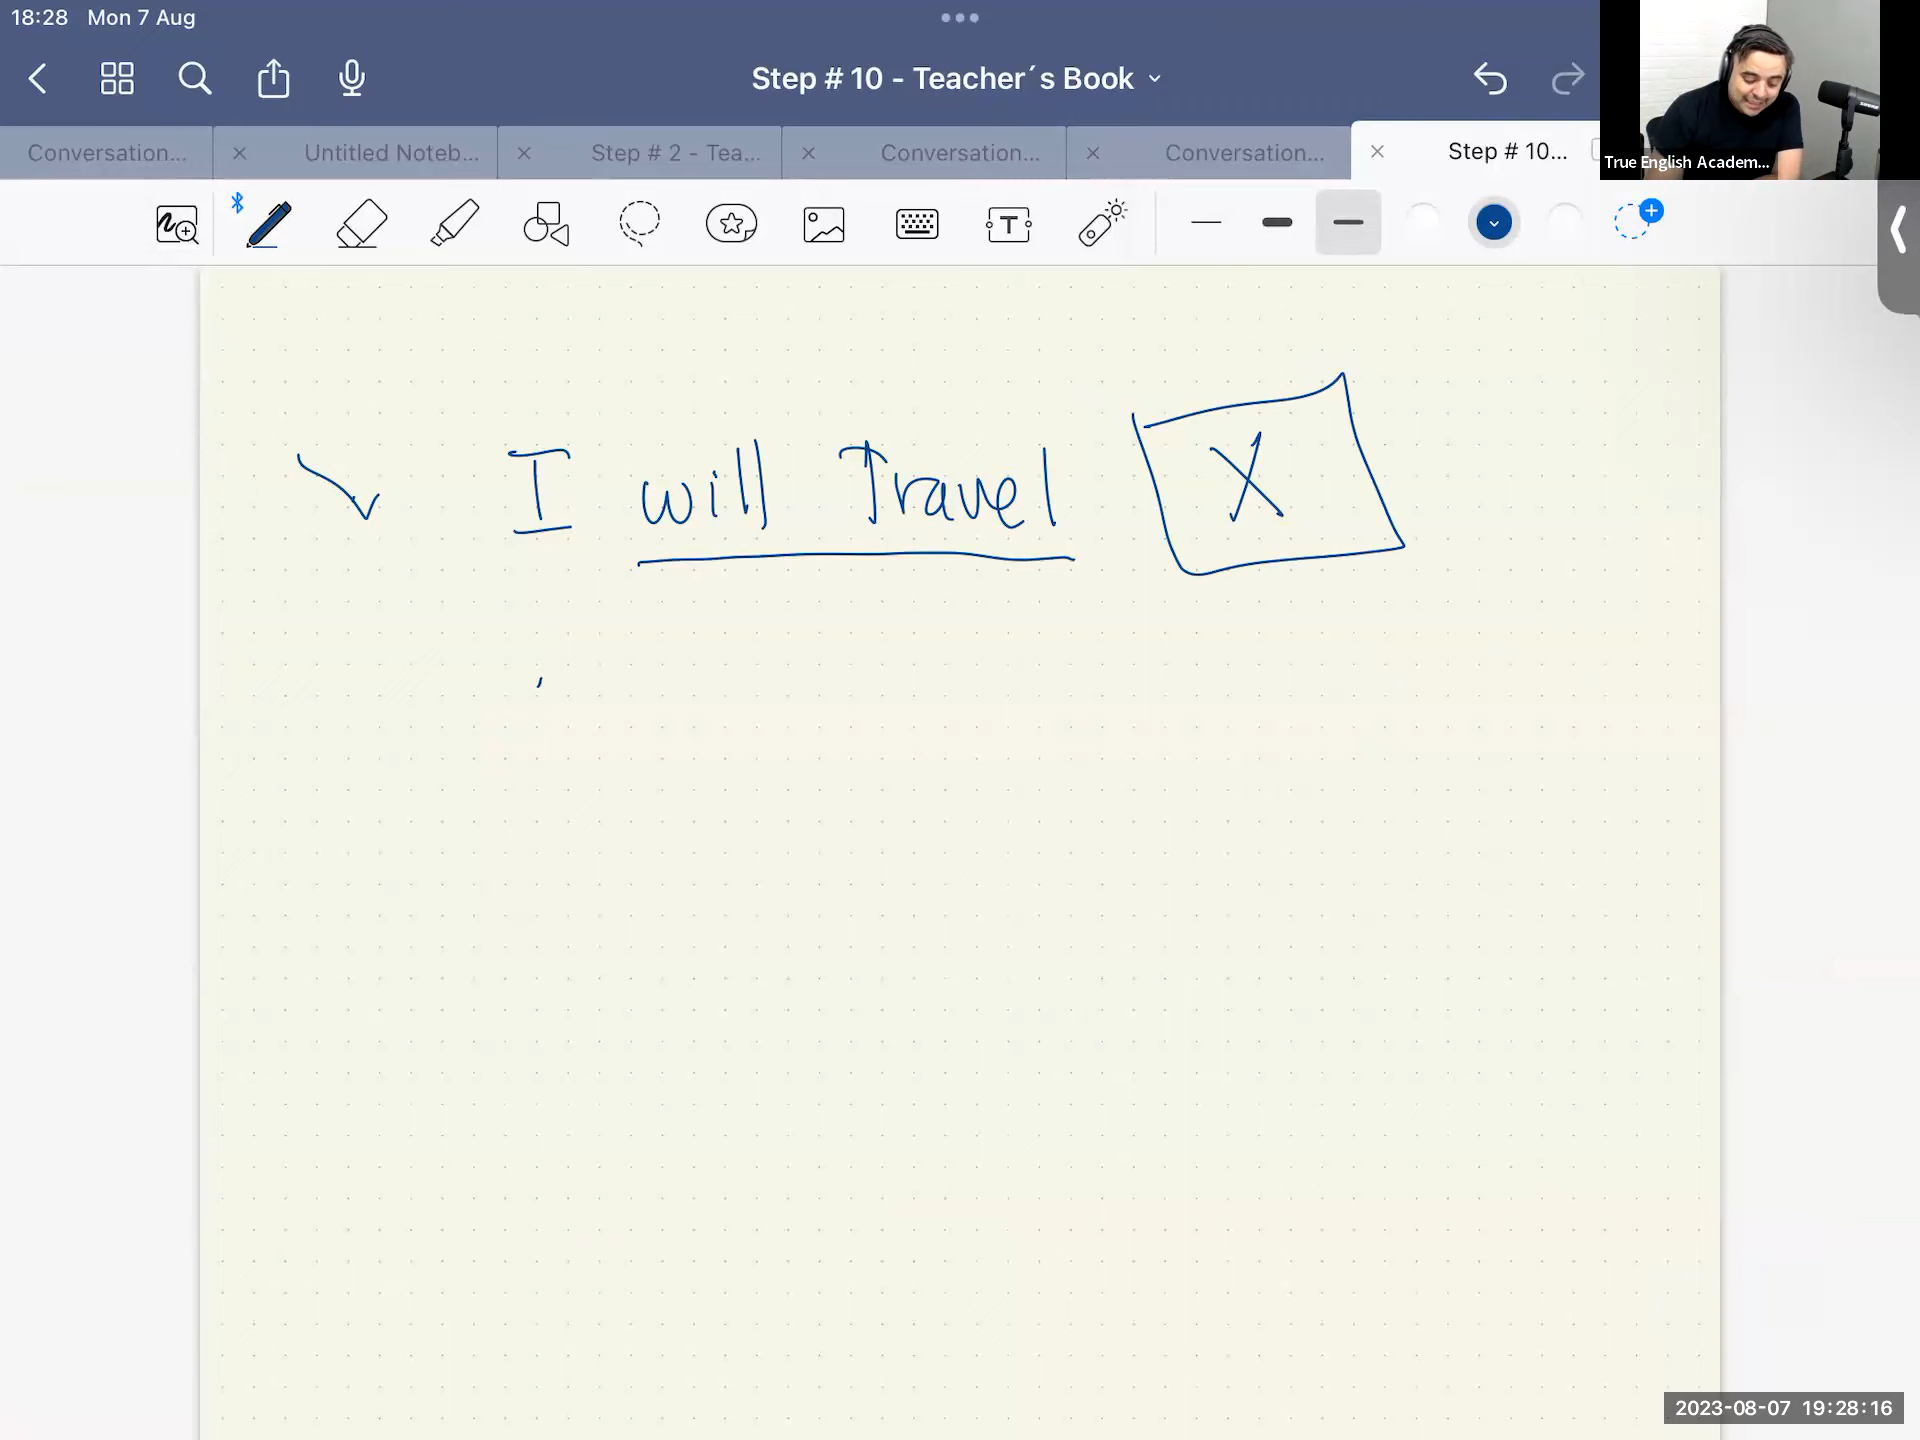 18:28 Mon 7 Aug
Step # 10 - Teacher´s Book
True English Academ...
Conversation... Untitled Noteb... Step # 2 - Tea... Conversation... Conversation... Step # 10...
T
I will Travel X
2023-08-07 19:28:16